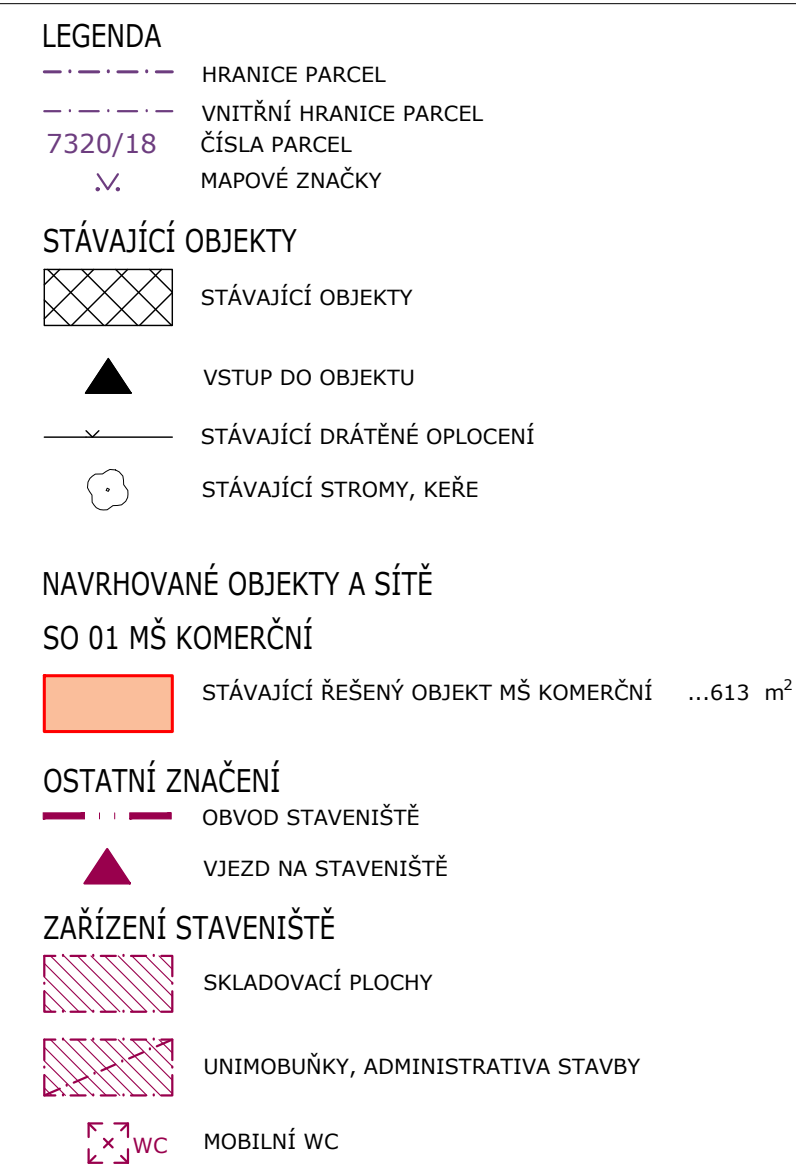 LEGENDA
HRANICE PARCEL
VNITŘNÍ HRANICE PARCEL
7320/18 ČÍSLA PARCEL
MAPOVÉ ZNAČKY
STÁVAJÍCÍ OBJEKTY
STÁVAJÍCÍ OBJEKTY
VSTUP DO OBJEKTU
STÁVAJÍCÍ DRÁTĚNÉ OPLOCENÍ
STÁVAJÍCÍ STROMY, KEŘE
NAVRHOVANÉ OBJEKTY A SÍTĚ
SO 01 MŠ KOMERČNÍ
STÁVAJÍCÍ ŘEŠENÝ OBJEKT MŠ KOMERČNÍ ...613 m²
OSTATNÍ ZNAČENÍ
OBVOD STAVENIŠTĚ
VJEZD NA STAVENIŠTĚ
ZAŘÍZENÍ STAVENIŠTĚ
SKLADOVACÍ PLOCHY
UNIMOBUŇKY, ADMINISTRATIVA STAVBY
WC MOBILNÍ WC